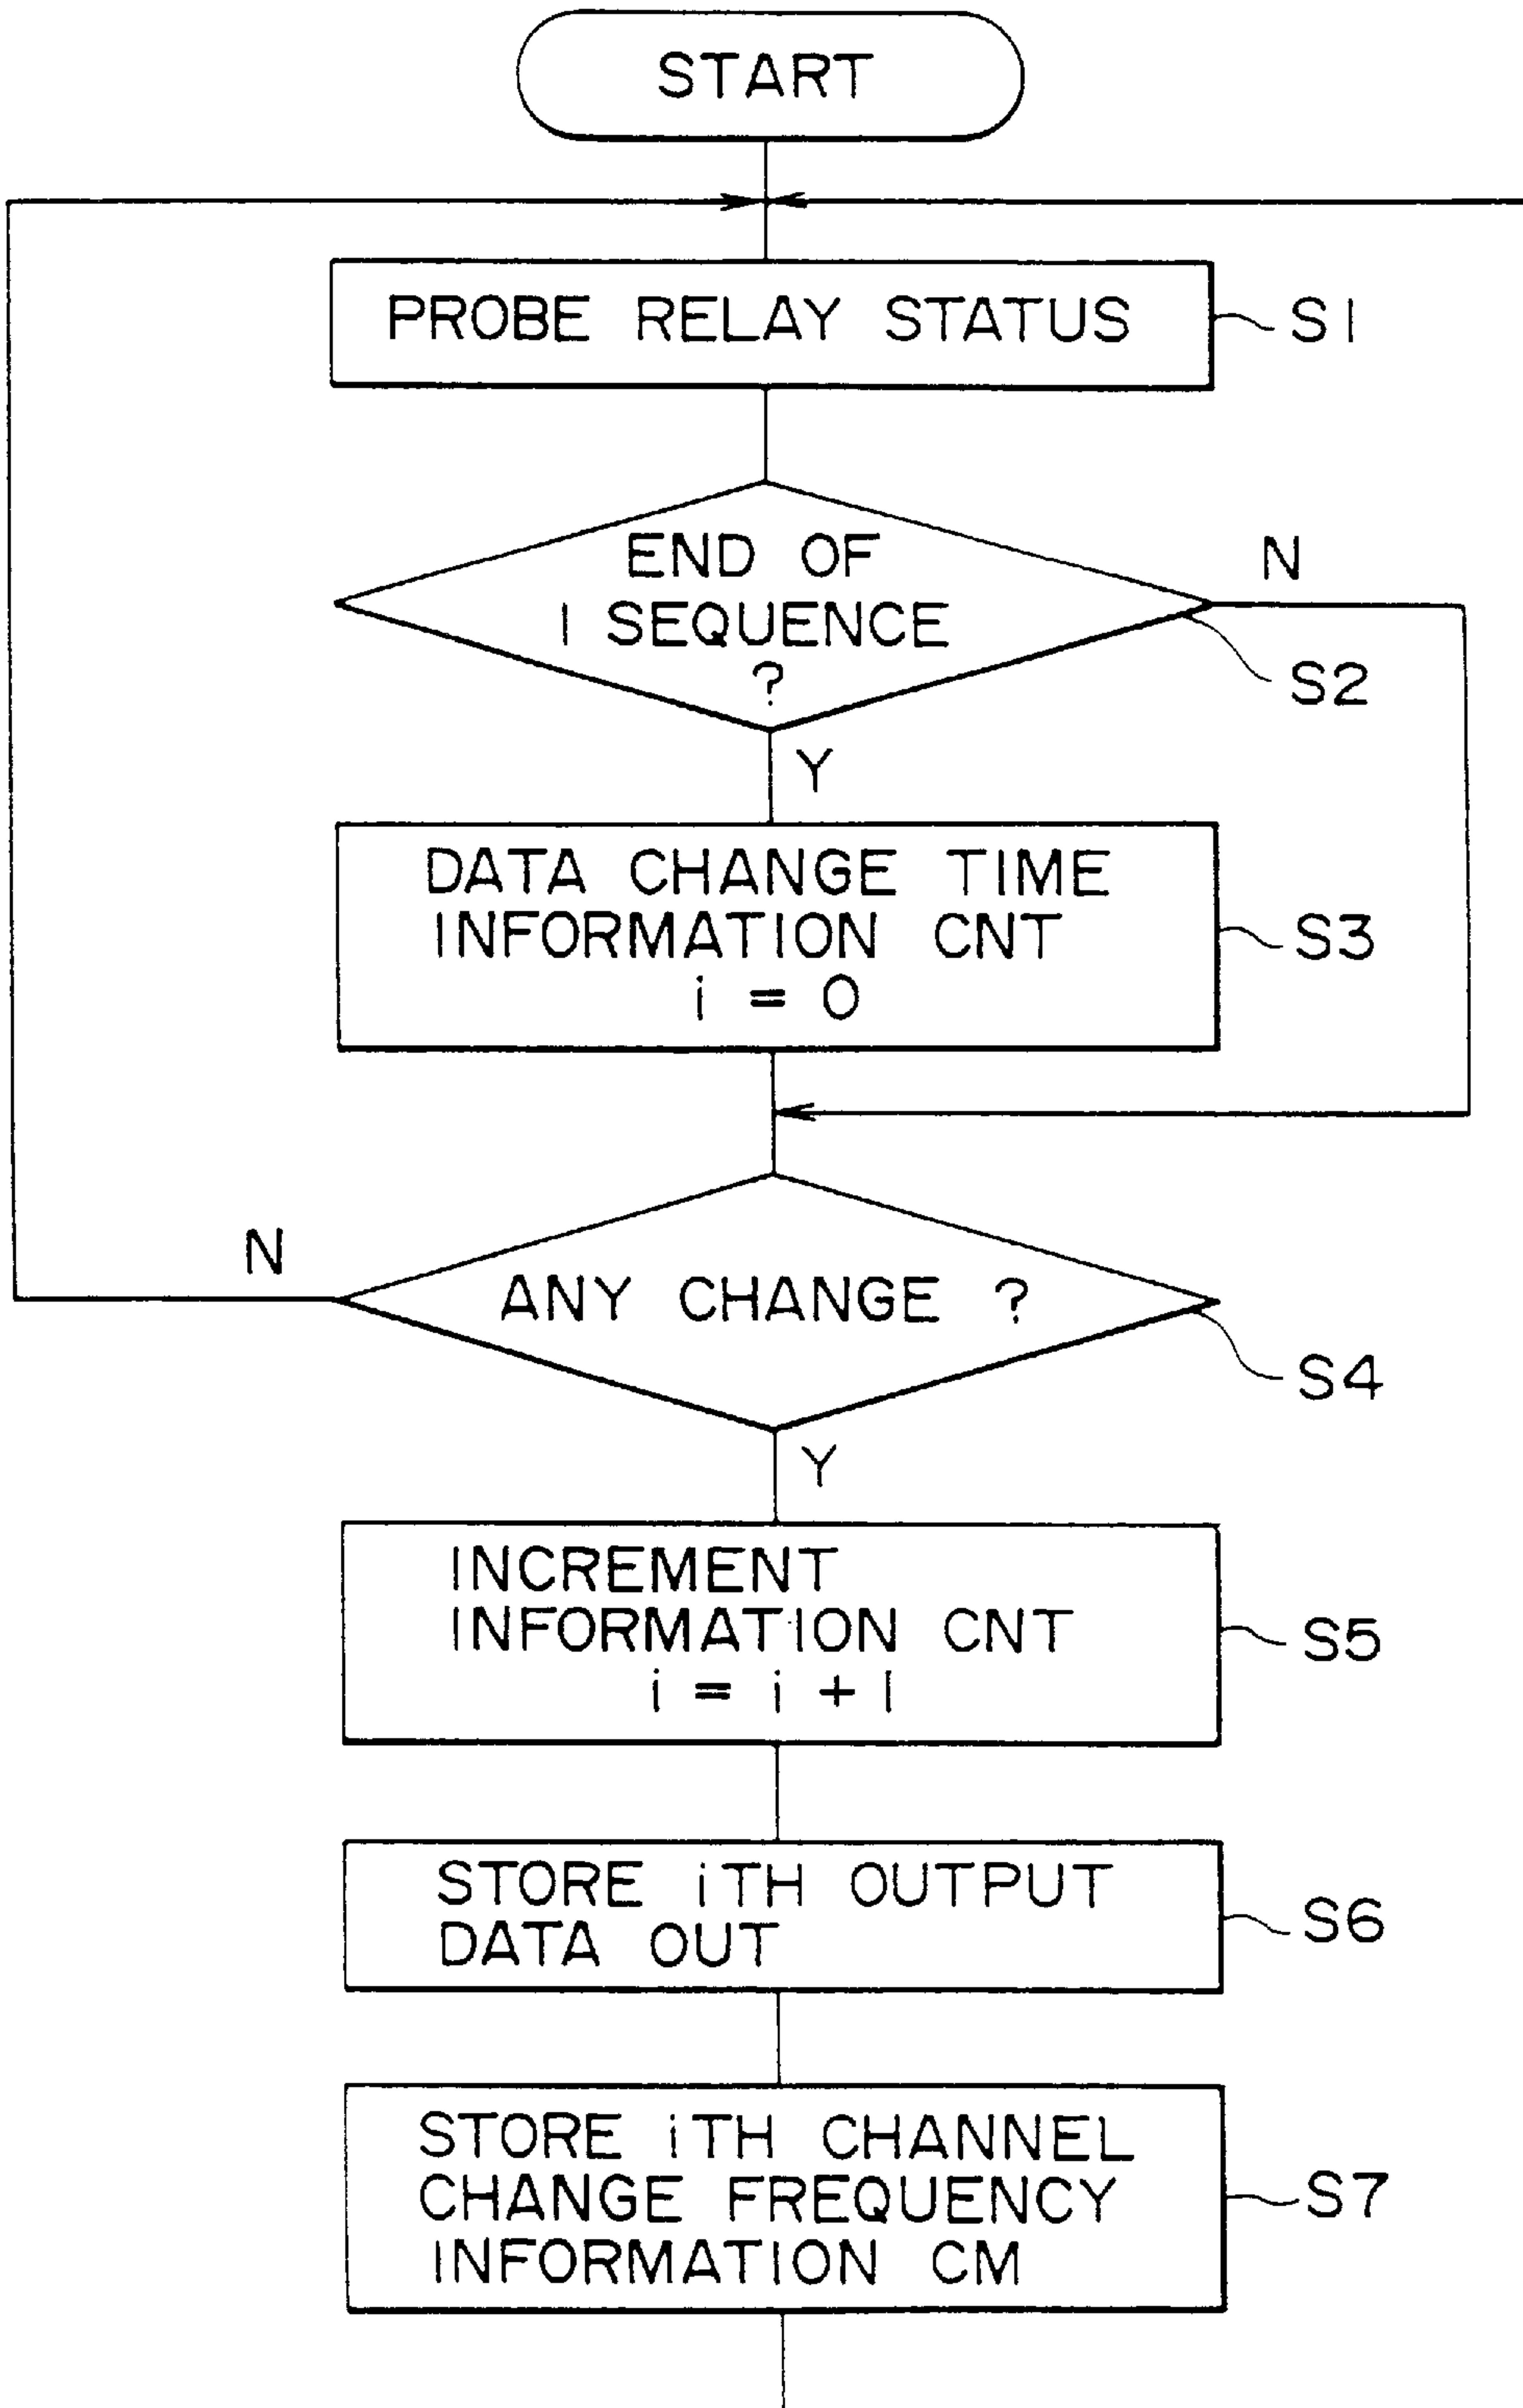 START
PROBE RELAY STATUS
S1
END OF
1 SEQUENCE
?
N
S2
Y
DATA CHANGE TIME
INFORMATION CNT
i = 0
S3
N
ANY CHANGE ?
S4
Y
INCREMENT
INFORMATION CNT
i = i + 1
S5
STORE iTH OUTPUT
DATA OUT
S6
STORE iTH CHANNEL
CHANGE FREQUENCY
INFORMATION CM
S7